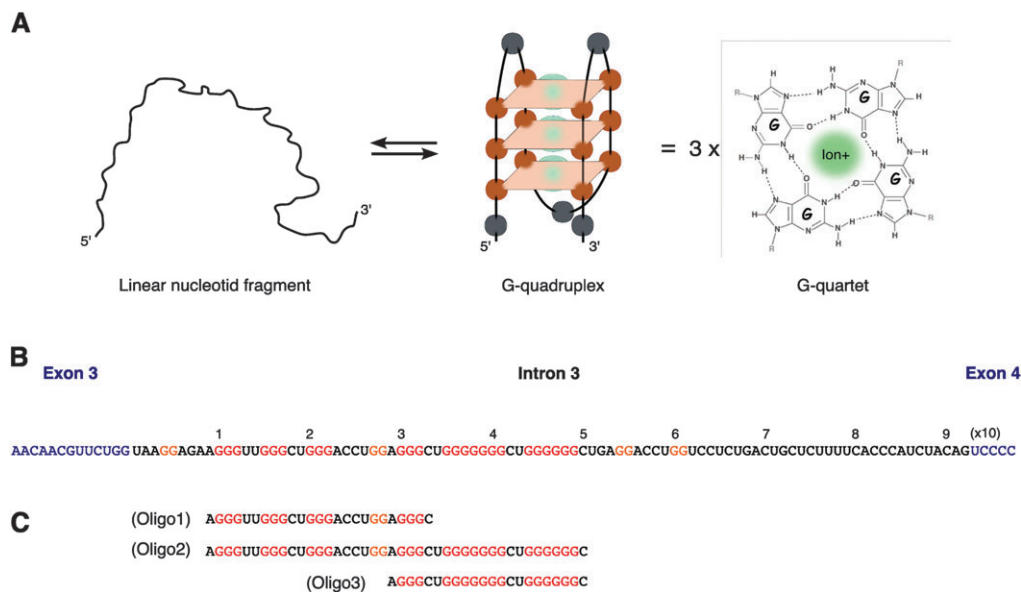 A
5'
3'
Linear nucleotid fragment
5'
3'
G-quadruplex
= 3 x
H
H
R
N
N
G
O
N
N
H
H
N
H
H
N
H
N
H
N
N
R
G
N
N
H
O
Ion+
O
N
H
N
H
N
H
G
N
N
R
N
H
O
N
H
H
N
G
N
N
N
H
H
R
G-quartet
B
Exon 3
Intron 3
Exon 4
1 2 3 4 5 6 7 8 9 (x10)
AACAACGUUCUGGUAAGGAGAAGGGUUGGGCUGGGACCUGGAGGGCUGGGGGGGCUGGGGGGCUGAGGACCUGGUCCUCUGACUGCUCUUUUCACCCAUCUACAGUCCCC
C
(Oligo1) AGGGUUGGGCUGGGACCUGGAGGGC
(Oligo2) AGGGUUGGGCUGGGACCUGGAGGGCUGGGGGGGCUGGGGGGC
(Oligo3) AGGGCUGGGGGGGCUGGGGGGC